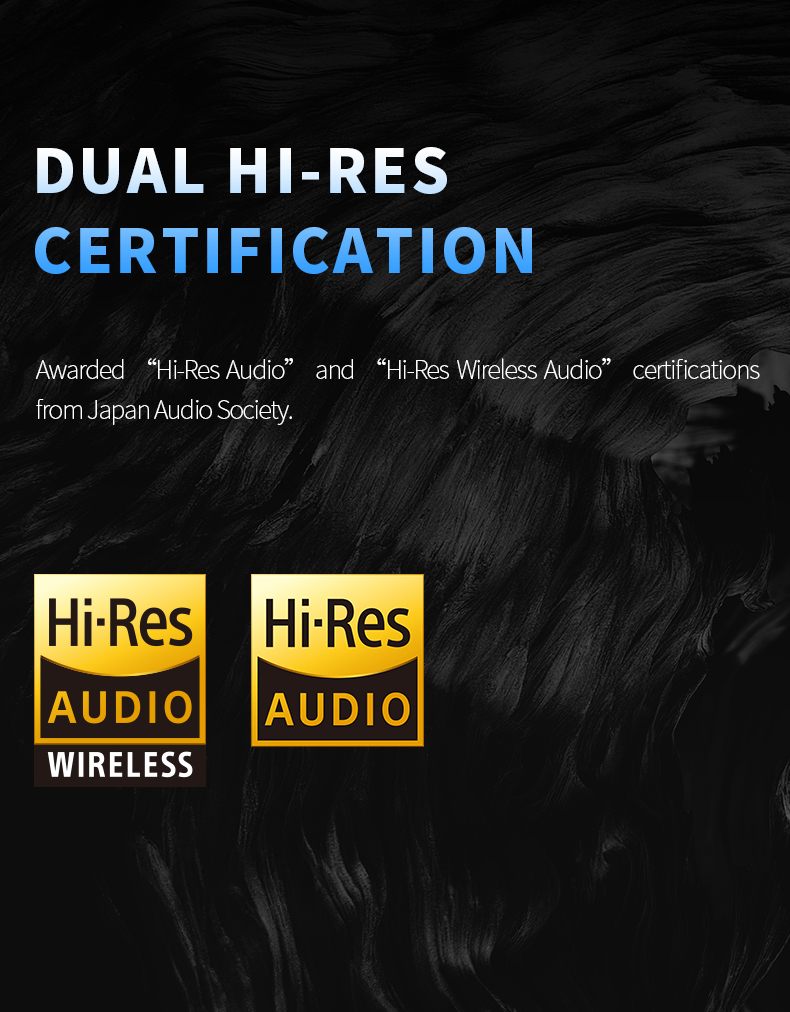 DUAL HI-RES
CERTIFICATION
Awarded “Hi-Res Audio” and “Hi-Res Wireless Audio” certifications
from Japan Audio Society.
Hi-Res
AUDIO
WIRELESS
Hi-Res
AUDIO